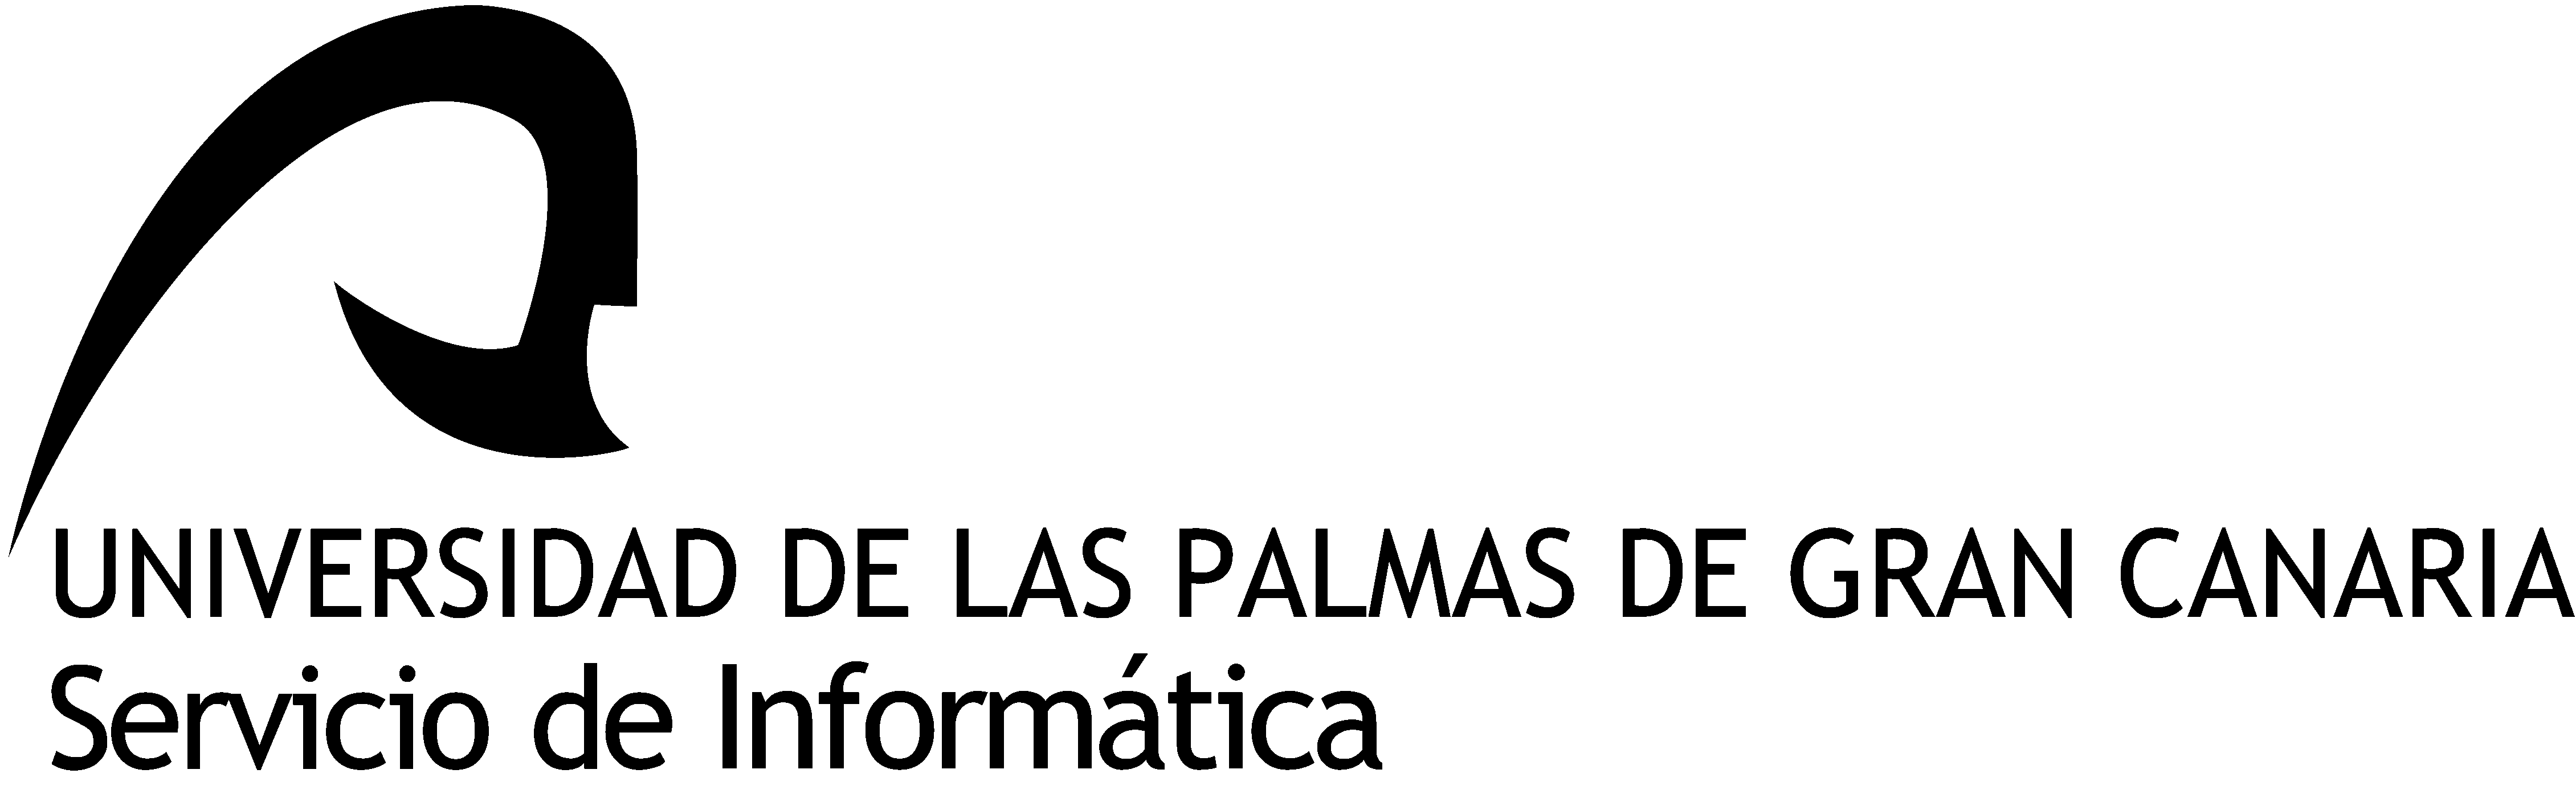 UNIVERSIDAD DE LAS PALMAS DE GRAN CANARIA
Servicio de Informática